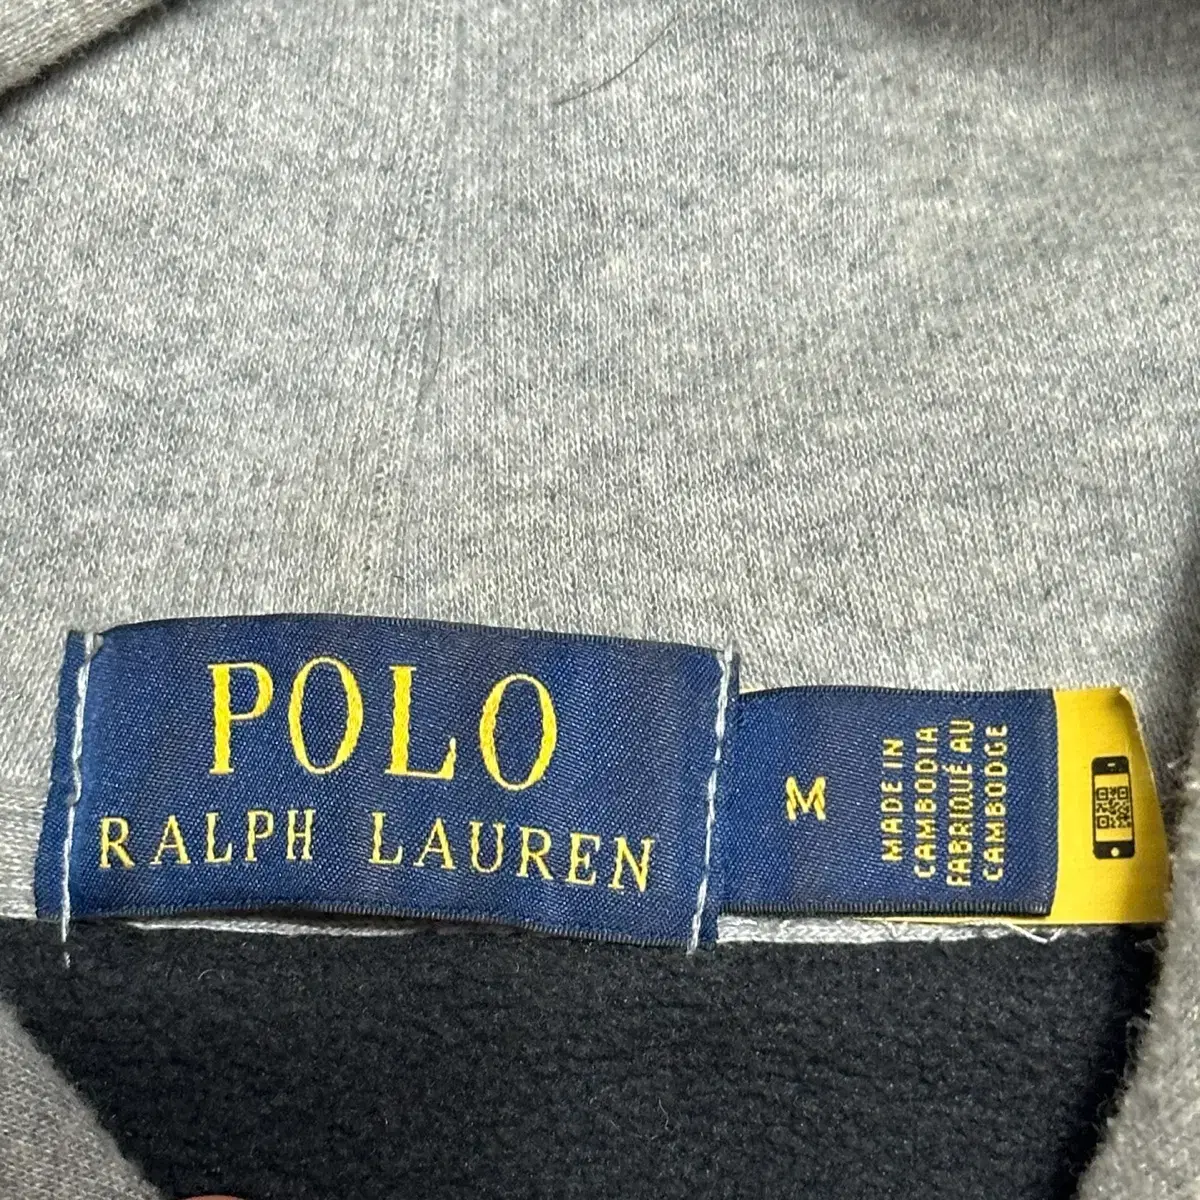 POLO
RALPH LAUREN
M
MADE IN
CAMBODIA
FABRIQUÉ AU
CAMBODGE